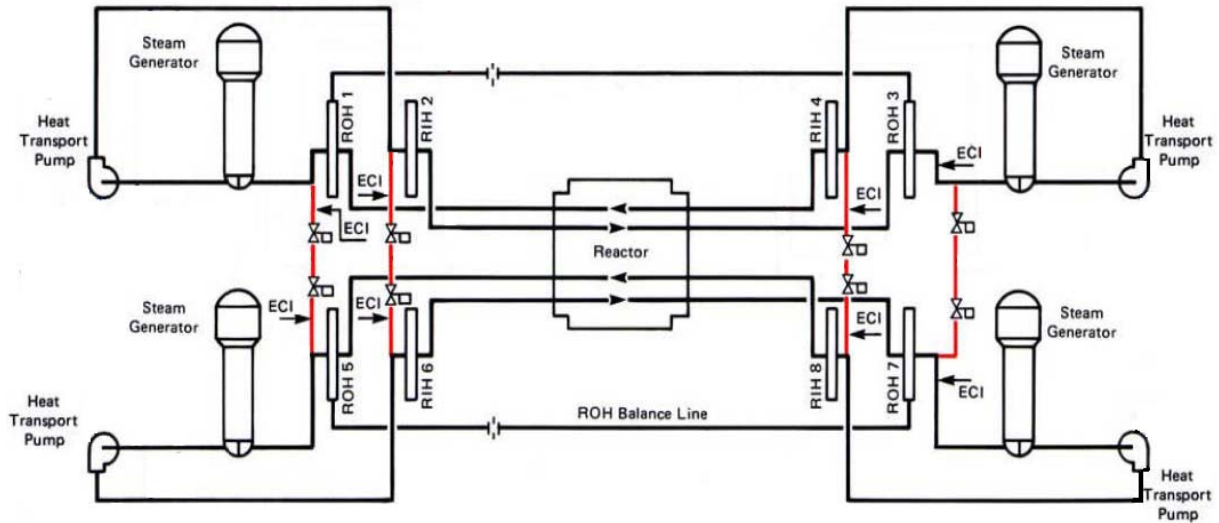 Steam
Generator
Steam
Generator
Heat
Transport
Pump
Heat
Transport
Pump
ROH 1
RIH 2
RIH 4
ROH 3
ECI
ECI
ECI
ECI
Reactor
Steam
Generator
Steam
Generator
ECI
ECI
ECI
ECI
ROH 5
RIH 6
RIH 8
ROH 7
ROH Balance Line
Heat
Transport
Pump
Heat
Transport
Pump